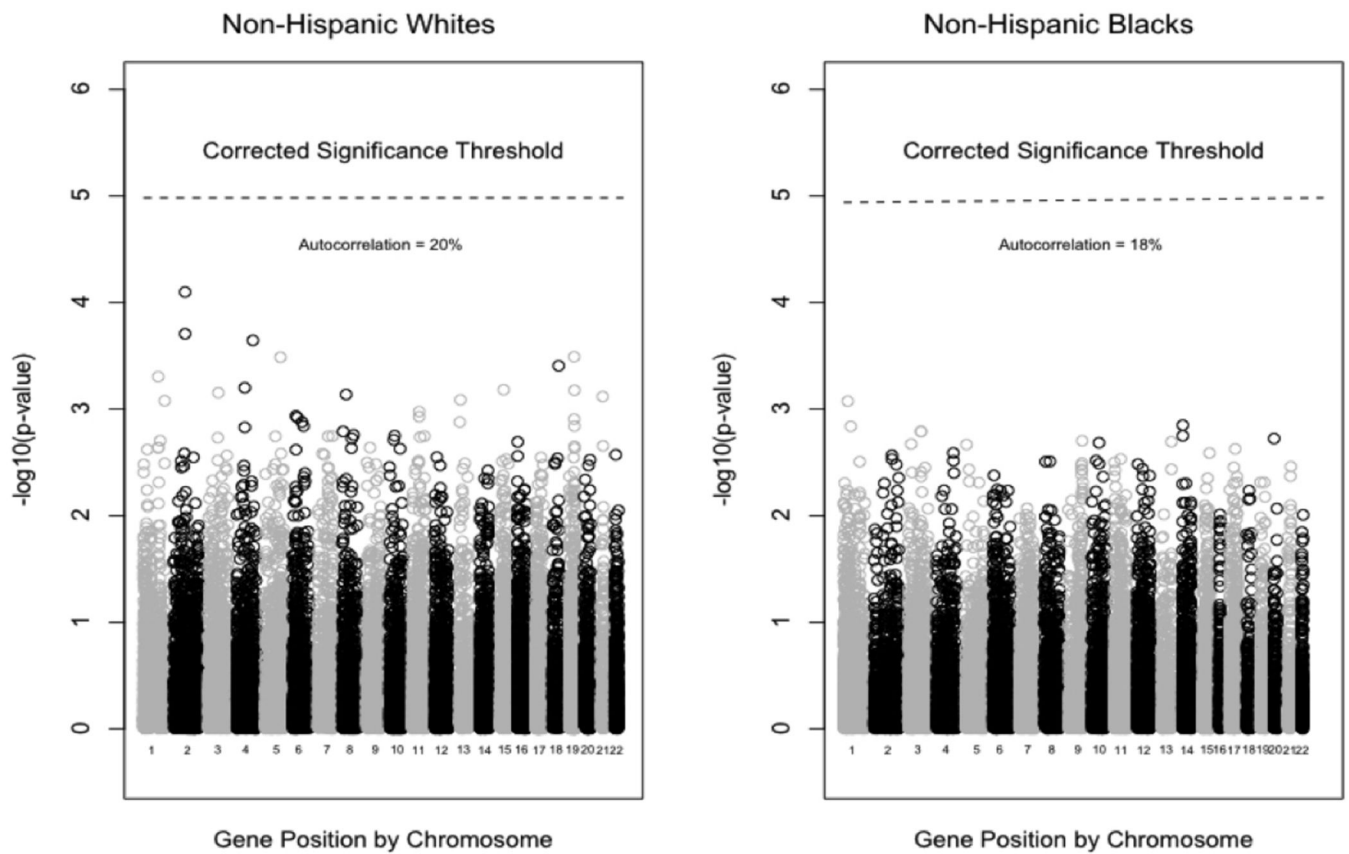 Non-Hispanic Whites
6
Corrected Significance Threshold
5
Autocorrelation = 20%
4
-log10(p-value)
3
2
1
0
1 2 3 4 5 6 7 8 9 10 11 12 13 14 15 16 17 18 19 20 21 22
Gene Position by Chromosome
Non-Hispanic Blacks
6
Corrected Significance Threshold
5
Autocorrelation = 18%
4
-log10(p-value)
3
2
1
0
1 2 3 4 5 6 7 8 9 10 11 12 13 14 15 16 17 18 19 20 21 22
Gene Position by Chromosome